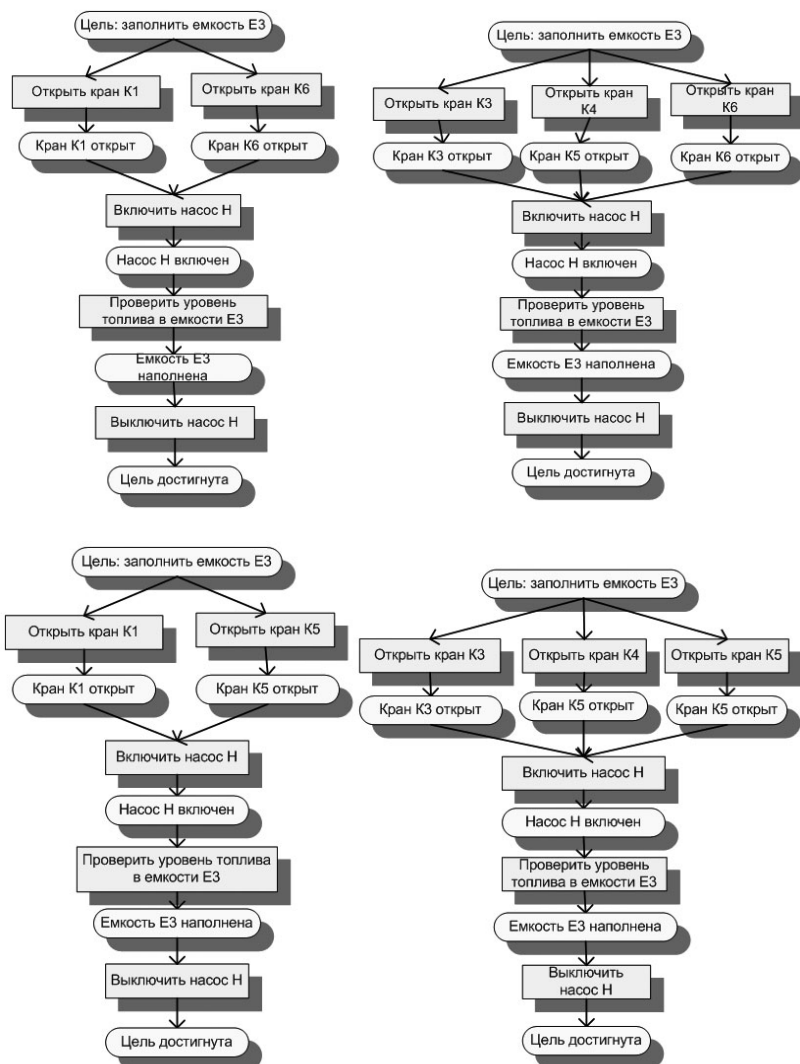 Цель: заполнить емкость Е3
Открыть кран К1
Открыть кран К6
Кран К1 открыт
Кран К6 открыт
Включить насос Н
Насос Н включен
Проверить уровень
топлива в емкости Е3
Емкость Е3
наполнена
Выключить насос Н
Цель достигнута
Цель: заполнить емкость Е3
Открыть кран К3
Открыть кран
К4
Открыть кран
К6
Кран К3 открыт
Кран К5 открыт
Кран К6 открыт
Включить насос Н
Насос Н включен
Проверить уровень
топлива в емкости Е3
Емкость Е3 наполнена
Выключить насос Н
Цель достигнута
Цель: заполнить емкость Е3
Открыть кран К1
Открыть кран К5
Кран К1 открыт
Кран К5 открыт
Включить насос Н
Насос Н включен
Проверить уровень топлива
в емкости Е3
Емкость Е3 наполнена
Выключить насос Н
Цель достигнута
Цель: заполнить емкость Е3
Открыть кран К3
Открыть кран К4
Открыть кран К5
Кран К3 открыт
Кран К5 открыт
Кран К5 открыт
Включить насос Н
Насос Н включен
Проверить уровень
топлива в емкости Е3
Емкость Е3 наполнена
Выключить
насос Н
Цель достигнута